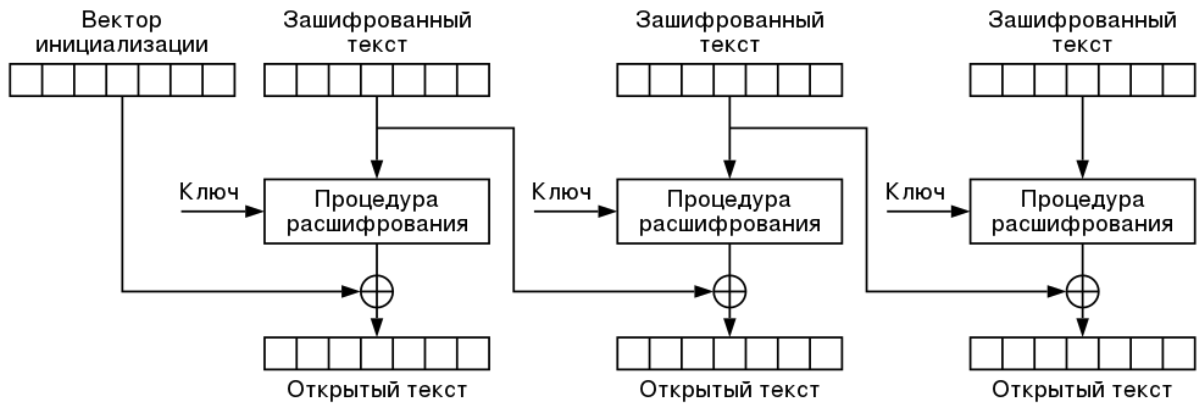 Вектор
инициализации
Зашифрованный
текст
Зашифрованный
текст
Зашифрованный
текст
Ключ
Процедура
расшифрования
Ключ
Процедура
расшифрования
Ключ
Процедура
расшифрования
Открытый текст
Открытый текст
Открытый текст